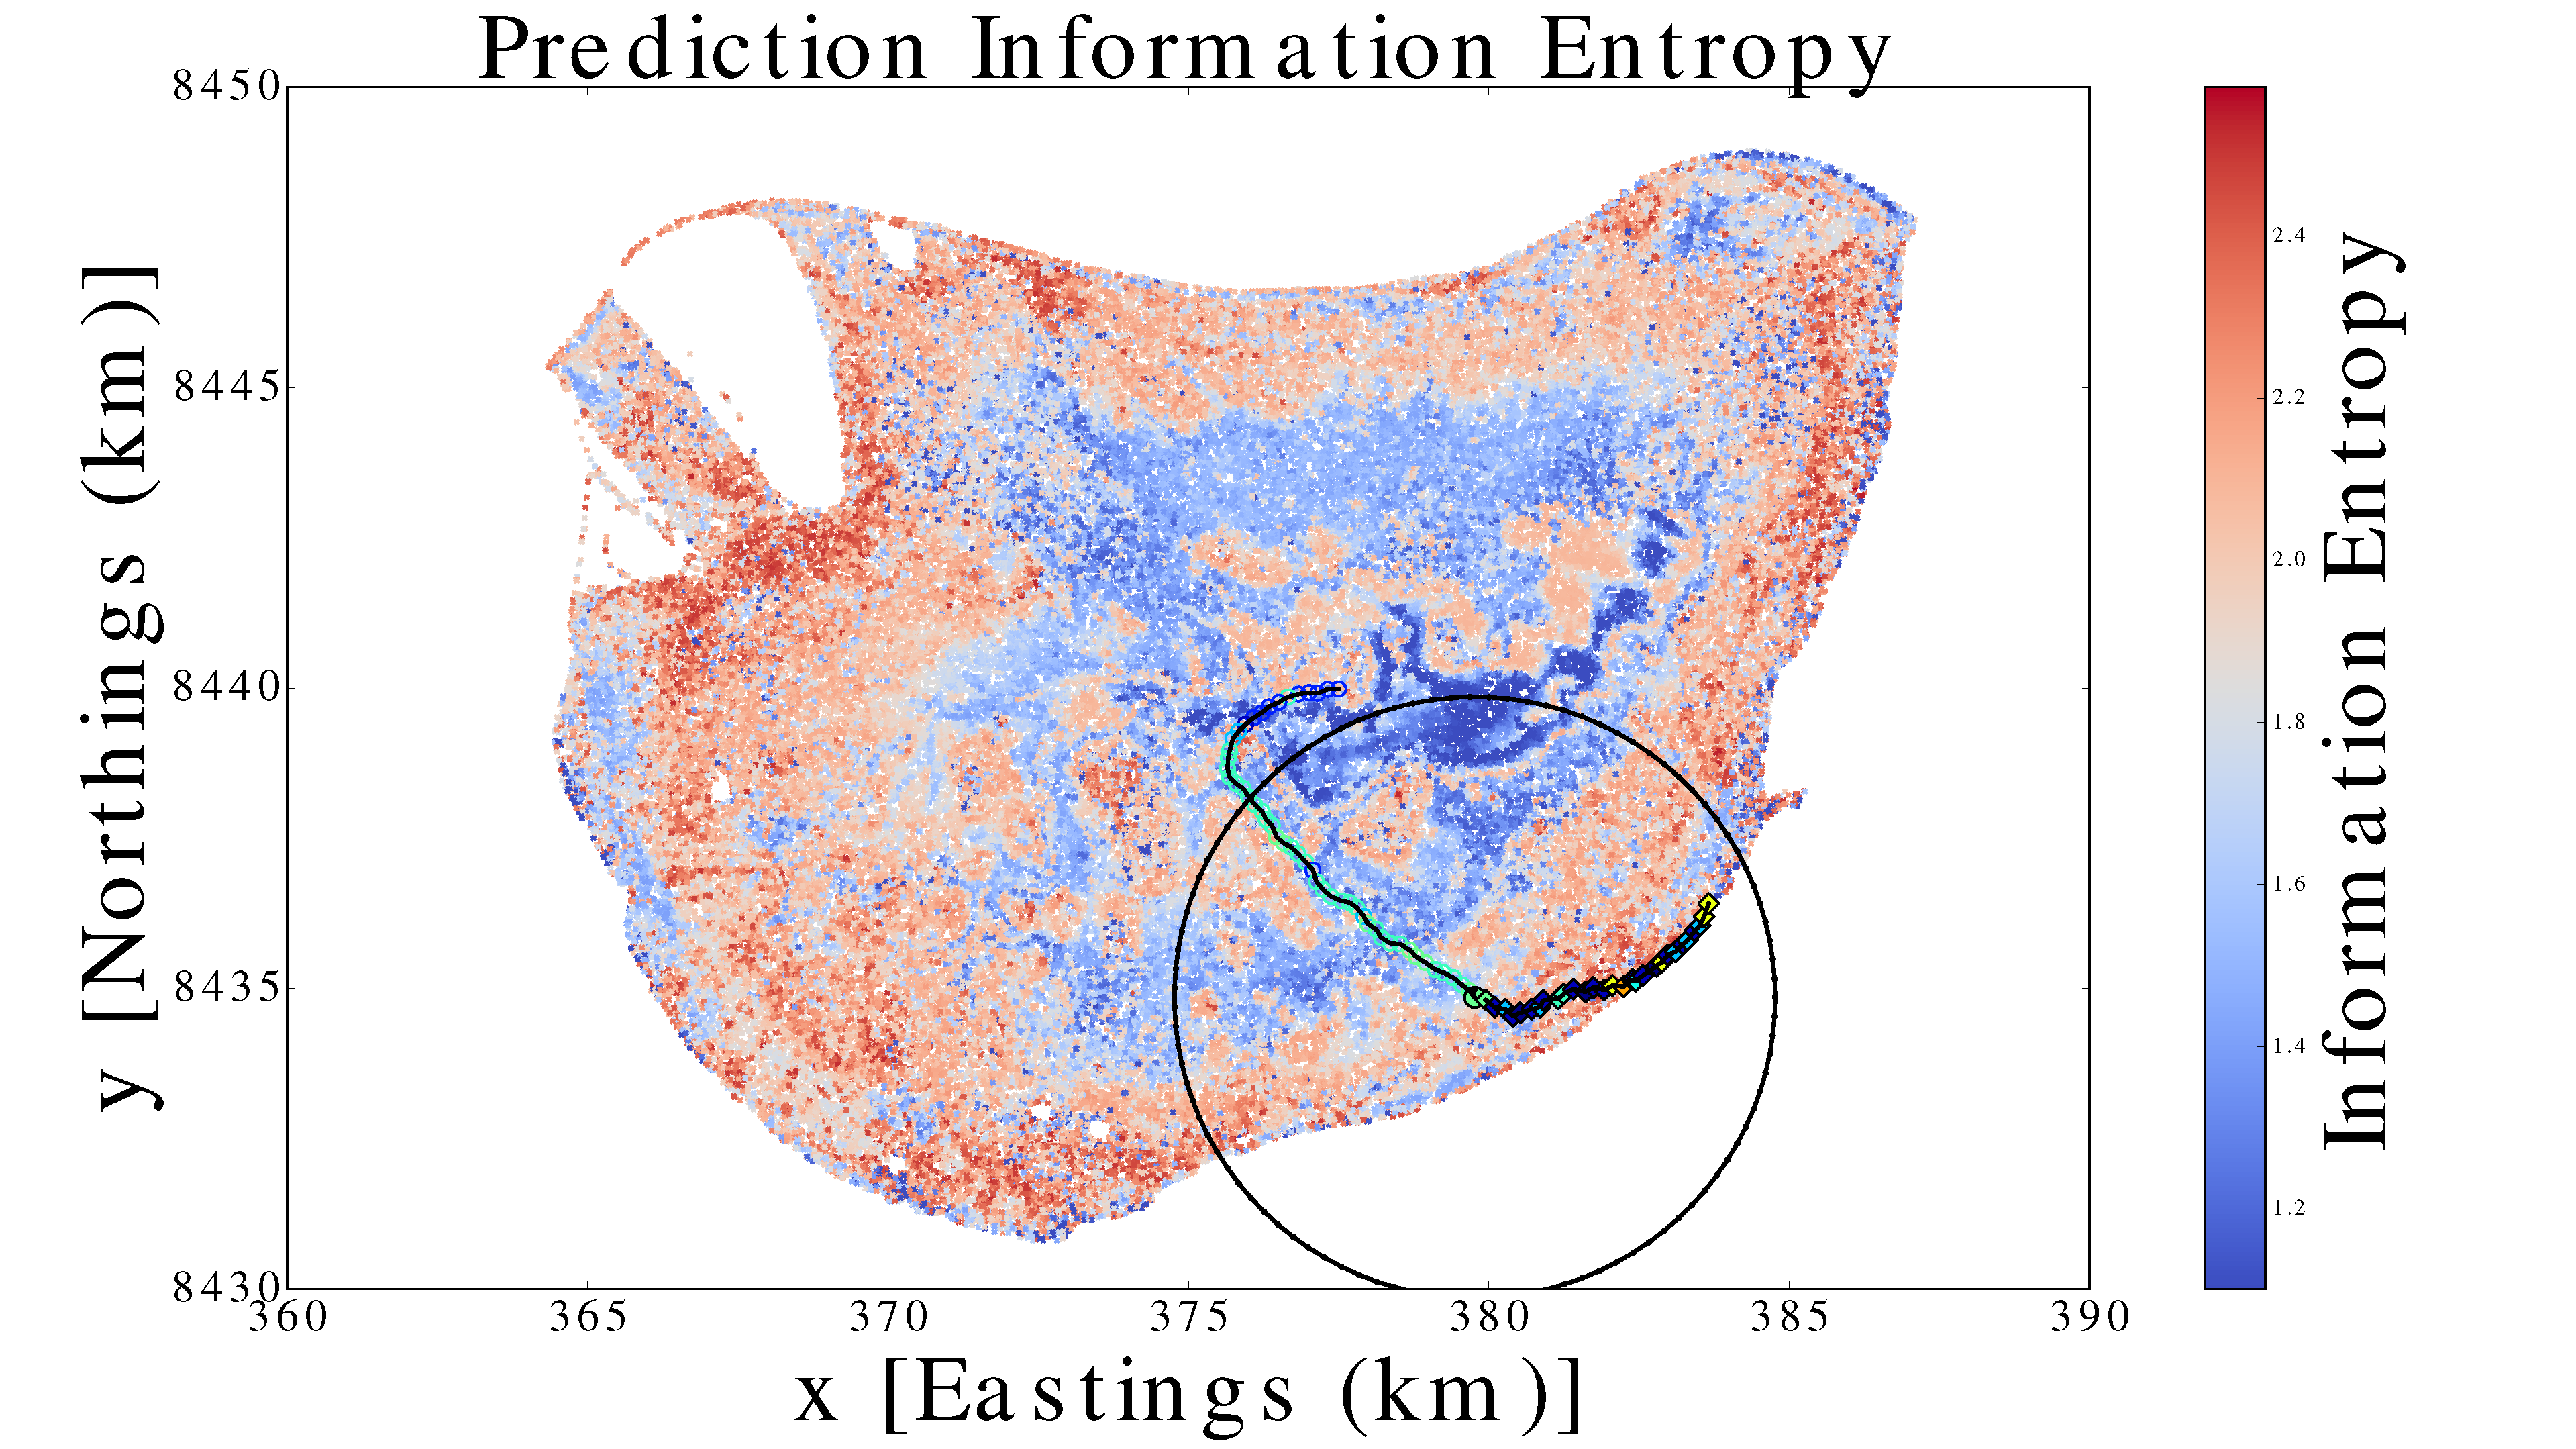 Prediction Information Entropy
8450
8445
8440
8435
8430
360 365 370 375 380 385 390
x [Eastings (km)]
y [Northings (km)]
2.4
2.2
2.0
1.8
1.6
1.4
1.2
Information Entropy